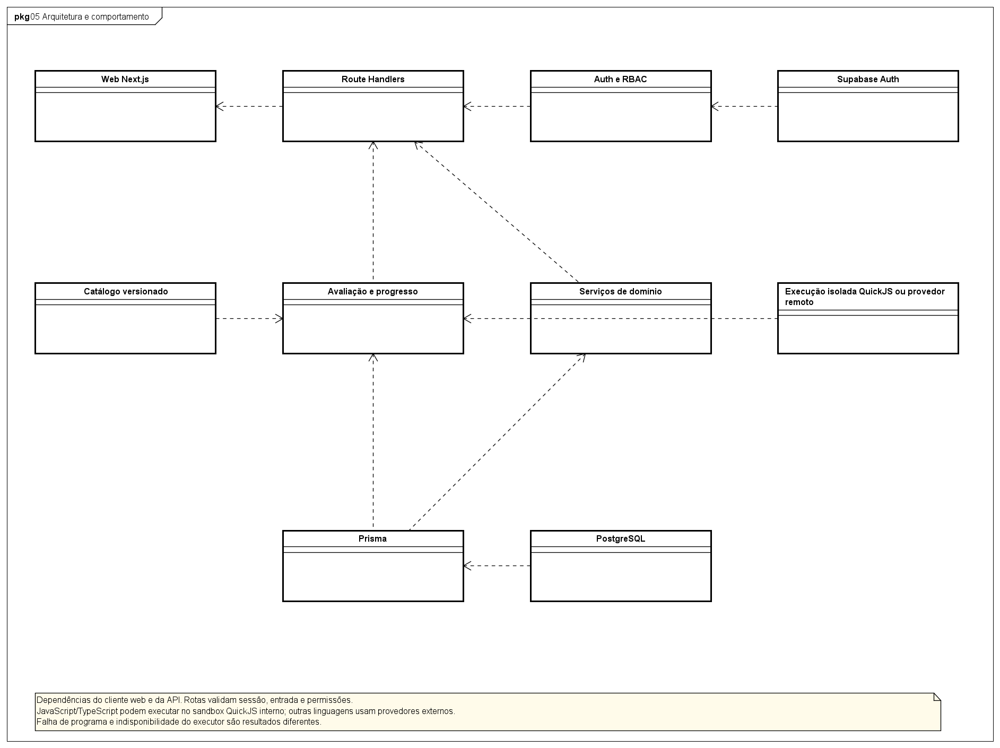 pkg05 Arquitetura e comportamento
Web Next.js
Route Handlers
Auth e RBAC
Supabase Auth
Catálogo versionado
Avaliação e progresso
Serviços de domínio
Execução isolada QuickJS ou provedor
remoto
Prisma
PostgreSQL
Dependências do cliente web e da API. Rotas validam sessão, entrada e permissões.
JavaScript/TypeScript podem executar no sandbox QuickJS interno; outras linguagens usam provedores externos.
Falha de programa e indisponibilidade do executor são resultados diferentes.